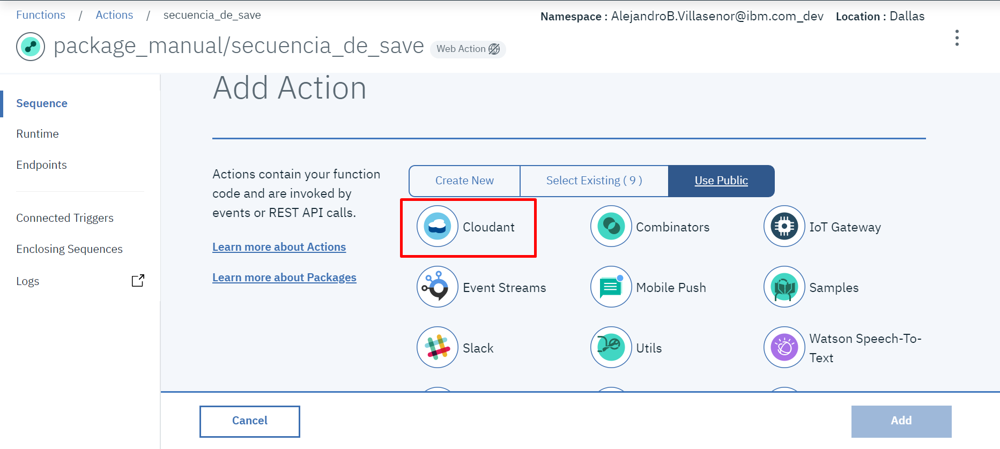 Functions / Actions / secuencia_de_save
Namespace : AlejandroB.Villasenor@ibm.com_dev Location : Dallas
package_manual/secuencia_de_save Web Action
Sequence
Runtime
Endpoints
Connected Triggers
Enclosing Sequences
Logs
Add Action
Actions contain your function
code and are invoked by
events or REST API calls.
Learn more about Actions
Learn more about Packages
Create New Select Existing ( 9 ) Use Public
Cloudant Combinators IoT Gateway
Event Streams Mobile Push Samples
Slack Utils Watson Speech-To-
Text
Cancel Add